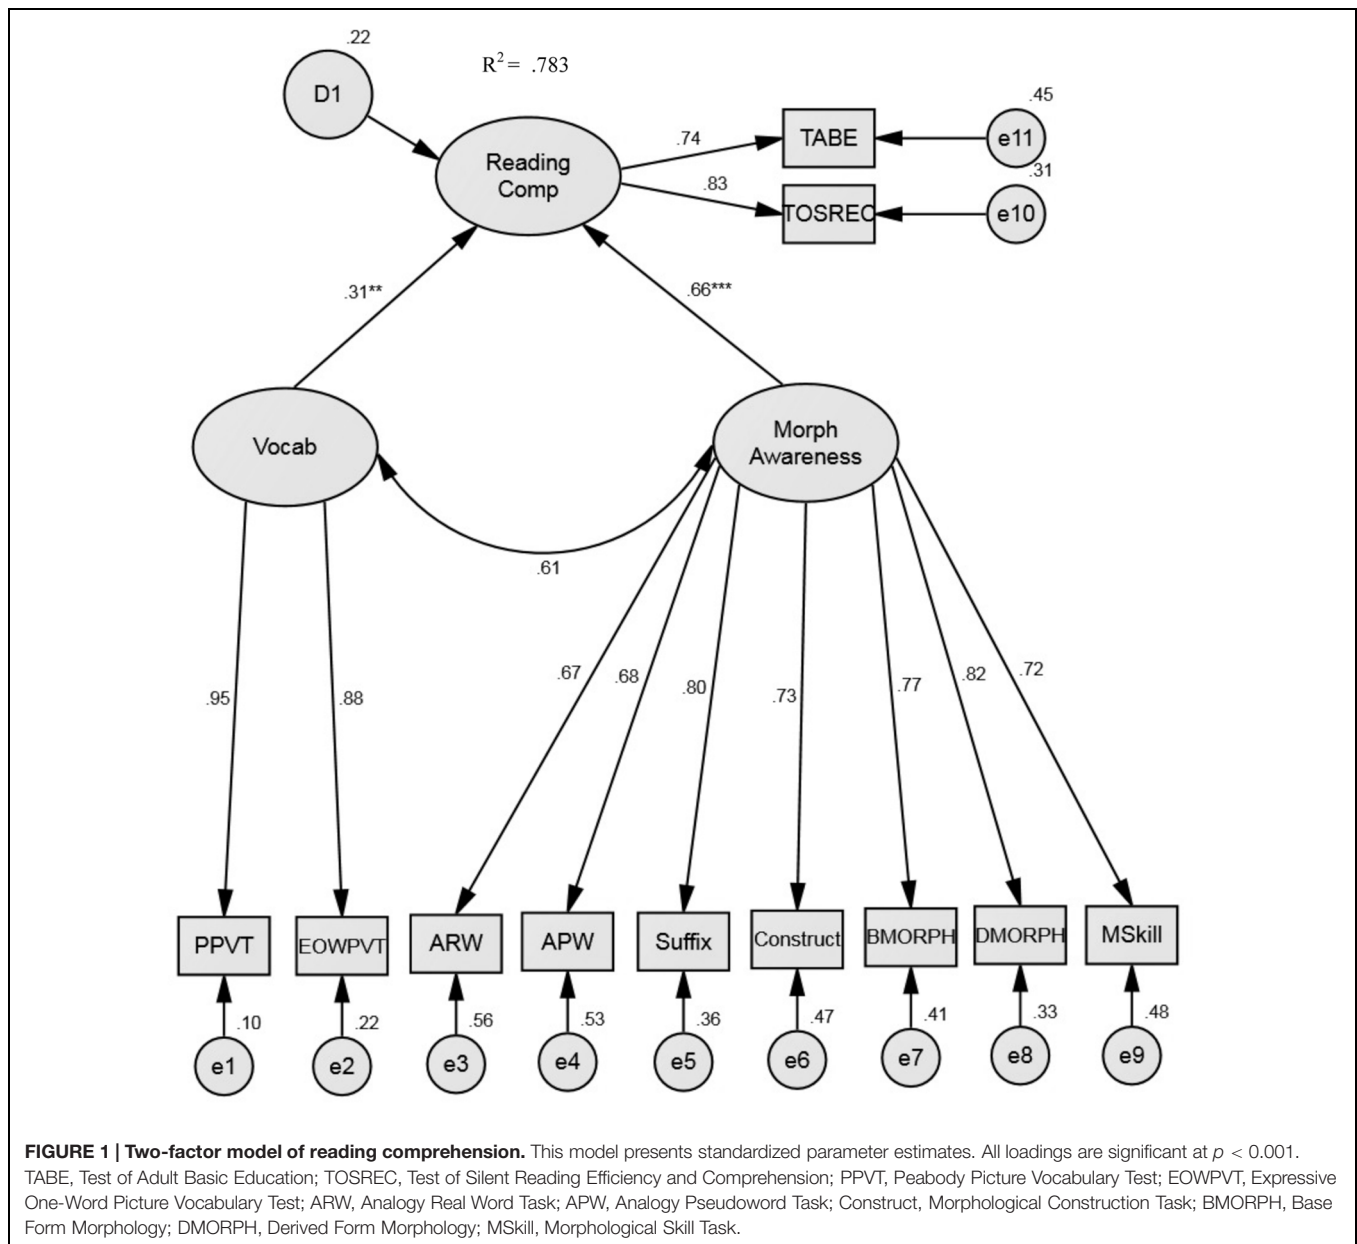 .22
D1
R² = .783
Reading
Comp
.74
TABE
.45
e11
.83
TOSREC
.31
e10
.31**
.66***
Vocab
Morph
Awareness
.61
.95
.88
.67
.68
.80
.73
.77
.82
.72
PPVT
EOWPVT
ARW
APW
Suffix
Construct
BMORPH
DMORPH
MSkill
.10
.22
.56
.53
.36
.47
.41
.33
.48
e1
e2
e3
e4
e5
e6
e7
e8
e9
FIGURE 1 | Two-factor model of reading comprehension. This model presents standardized parameter estimates. All loadings are significant at p < 0.001.
TABE, Test of Adult Basic Education; TOSREC, Test of Silent Reading Efficiency and Comprehension; PPVT, Peabody Picture Vocabulary Test; EOWPVT, Expressive
One-Word Picture Vocabulary Test; ARW, Analogy Real Word Task; APW, Analogy Pseudoword Task; Construct, Morphological Construction Task; BMORPH, Base
Form Morphology; DMORPH, Derived Form Morphology; MSkill, Morphological Skill Task.